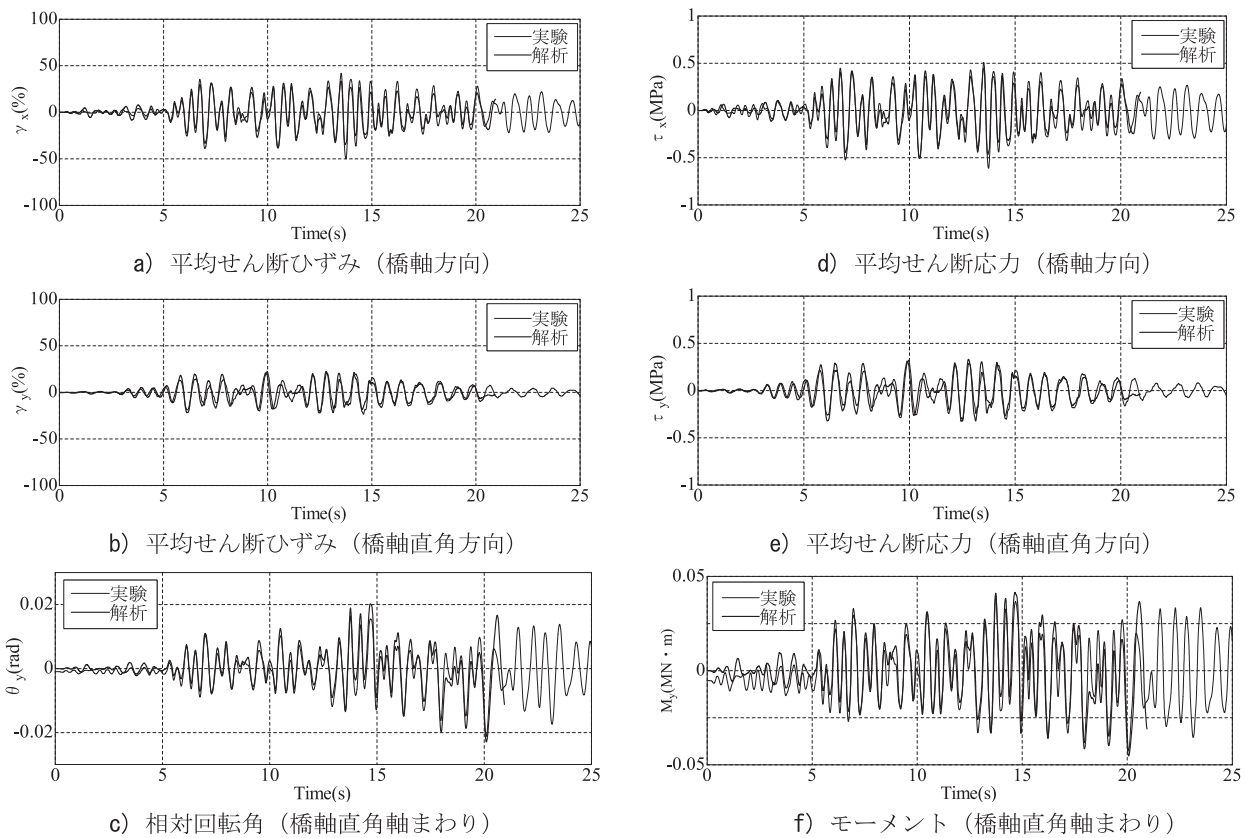 100
50
0
-50
-100
γ x(%)
実験
解析
0 5 10 15 20 25
Time(s)
a) 平均せん断ひずみ（橋軸方向）
1
0.5
0
-0.5
-1
τ x(MPa)
実験
解析
0 5 10 15 20 25
Time(s)
d) 平均せん断応力（橋軸方向）
100
50
0
-50
-100
γ y(%)
実験
解析
0 5 10 15 20 25
Time(s)
b) 平均せん断ひずみ（橋軸直角方向）
1
0.5
0
-0.5
-1
τ y(MPa)
実験
解析
0 5 10 15 20 25
Time(s)
e) 平均せん断応力（橋軸直角方向）
0.02
0
-0.02
θ y(rad)
実験
解析
0 5 10 15 20 25
Time(s)
c) 相対回転角（橋軸直角軸まわり）
0.05
0
-0.05
My(MN・m)
実験
解析
0 5 10 15 20 25
Time(s)
f) モーメント（橋軸直角軸まわり）